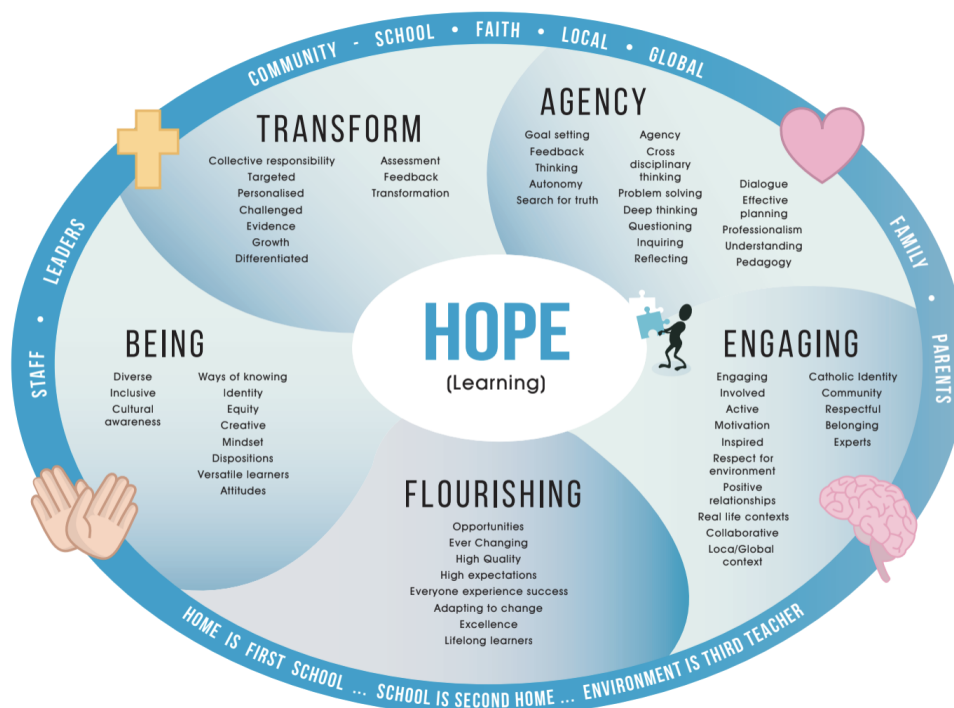 COMMUNITY - SCHOOL • FAITH • LOCAL • GLOBAL
FAMILY • PARENTS
STAFF • LEADERS
TRANSFORM
Collective responsibility
Targeted
Personalised
Challenged
Evidence
Growth
Differentiated
Assessment
Feedback
Transformation
AGENCY
Goal setting
Feedback
Thinking
Autonomy
Search for truth
Agency
Cross
disciplinary
thinking
Problem solving
Deep thinking
Questioning
Inquiring
Reflecting
Dialogue
Effective
planning
Professionalism
Understanding
Pedagogy
HOPE
(Learning)
BEING
Diverse
Inclusive
Cultural
awareness
Ways of knowing
Identity
Equity
Creative
Mindset
Dispositions
Versatile learners
Attitudes
ENGAGING
Engaging
Involved
Active
Motivation
Inspired
Respect for
environment
Positive
relationships
Real life contexts
Collaborative
Loca/Global
context
Catholic Identity
Community
Respectful
Belonging
Experts
FLOURISHING
Opportunities
Ever Changing
High Quality
High expectations
Everyone experience success
Adapting to change
Excellence
Lifelong learners
HOME IS FIRST SCHOOL ... SCHOOL IS SECOND HOME ... ENVIRONMENT IS THIRD TEACHER